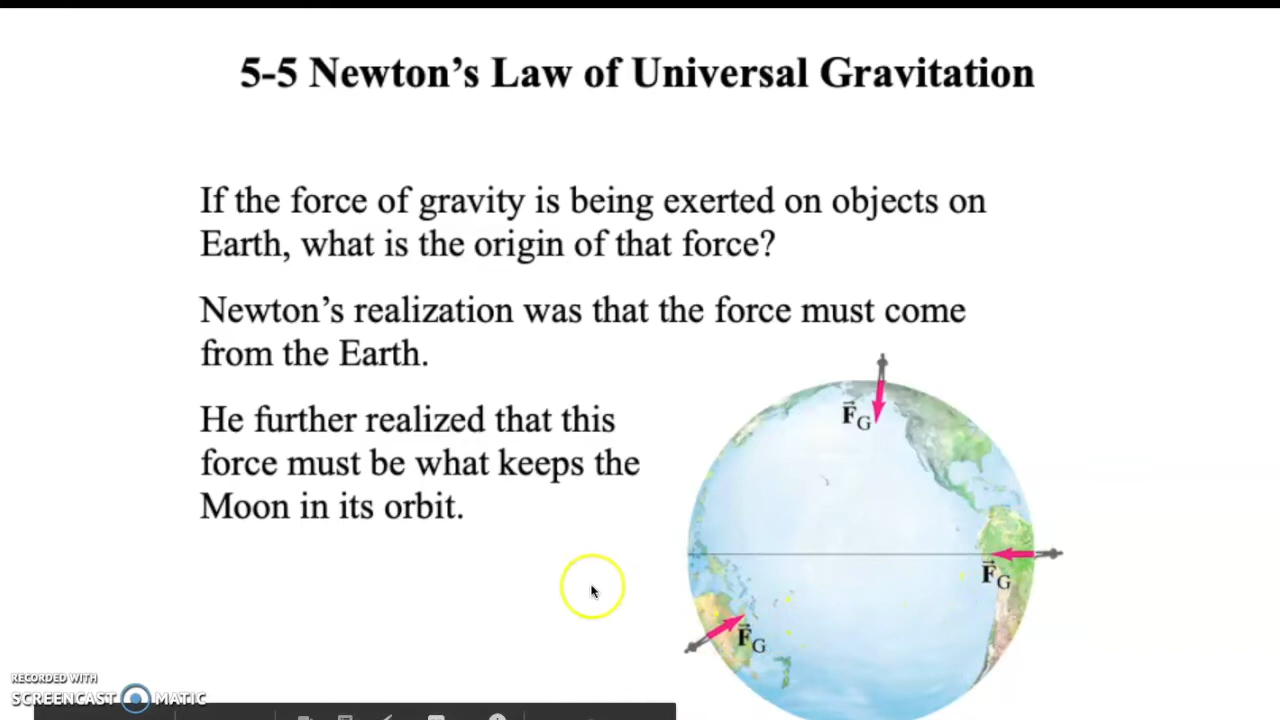 5-5 Newton’s Law of Universal Gravitation
If the force of gravity is being exerted on objects on
Earth, what is the origin of that force?
Newton’s realization was that the force must come
from the Earth.
He further realized that this
force must be what keeps the
Moon in its orbit.
F⃗G
F⃗G
F⃗G
RECORDED WITH
SCREENCAST MATIC